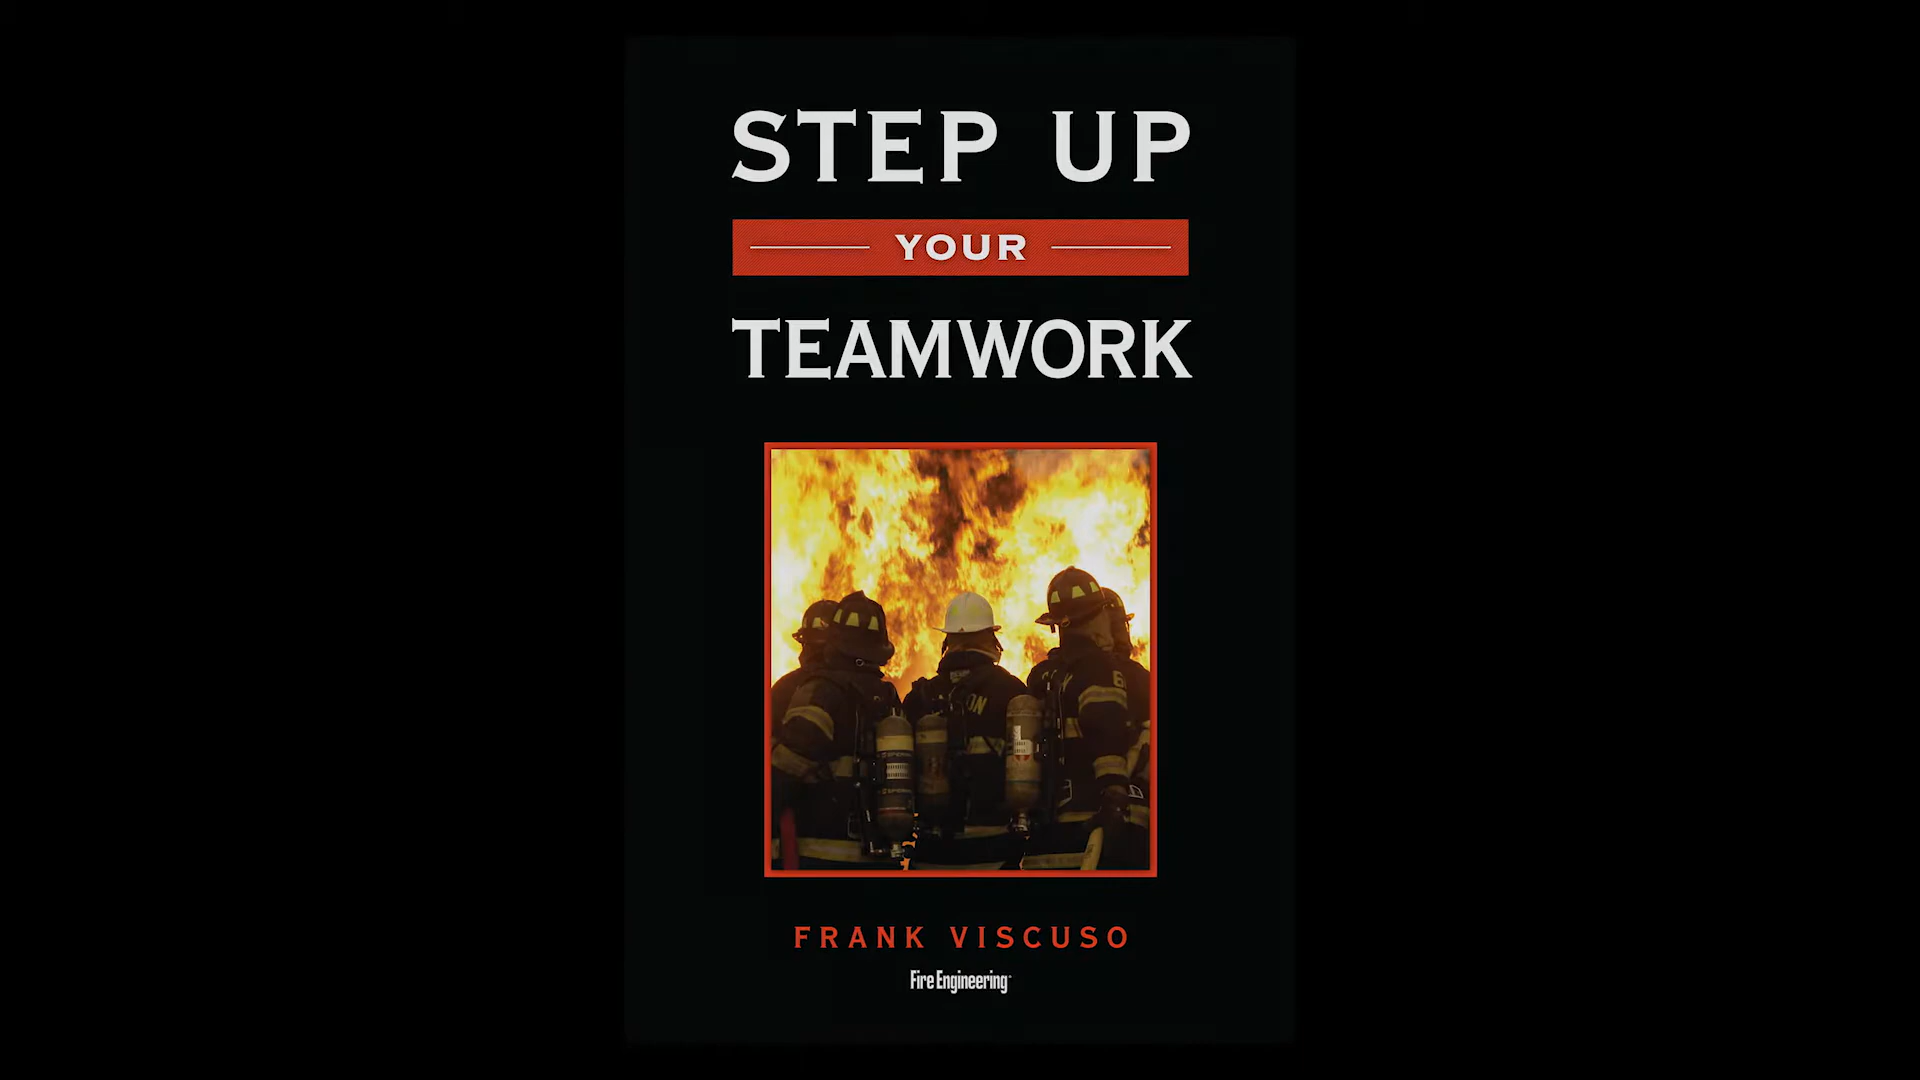 STEP UP
YOUR
TEAMWORK
FRANK VISCUSO
Fire Engineering